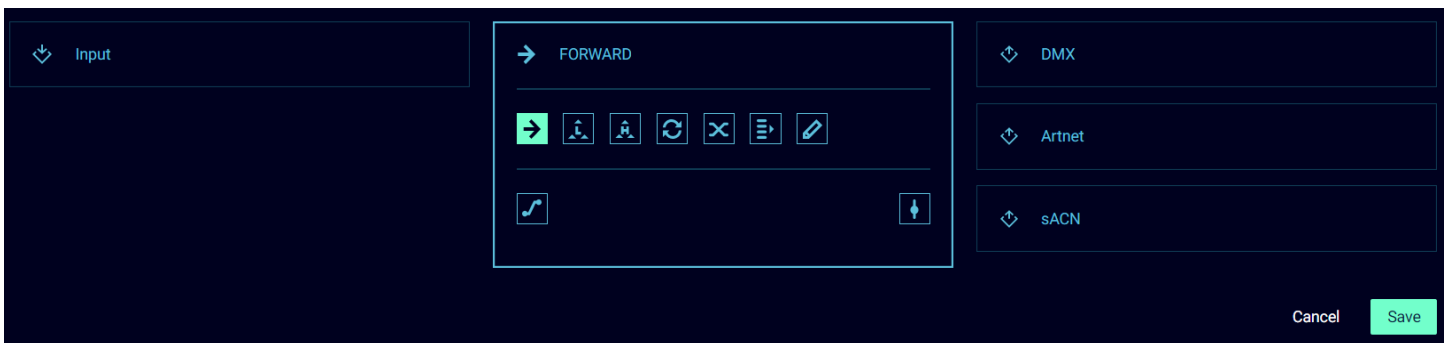 Input
FORWARD
L
H
DMX
Artnet
sACN
Cancel
Save